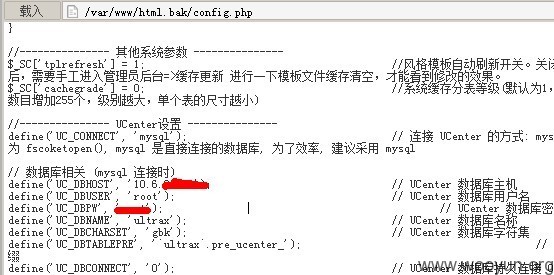 载入
/var/www/html.bak/config.php
}
//--------------- 其他系统参数 ---------------
$_SC['tplrefresh'] = 1; //风格模板自动刷新开关。关闭
后，需要手工进入管理员后台=>缓存更新 进行一下模板文件缓存清空，才能看到修改的效果。
$_SC['cachegrade'] = 0; //系统缓存分表等级(默认为1,
数目增加255个，级别越大，单个表的尺寸越小)
//--------------- UCenter设置 ---------------
define('UC_CONNECT', 'mysql'); // 连接 UCenter 的方式: mys
为 fscoketopen(), mysql 是直接连接的数据库, 为了效率, 建议采用 mysql
// 数据库相关 (mysql 连接时)
define('UC_DBHOST', '10.6. ); // UCenter 数据库主机
define('UC_DBUSER', 'root'); // UCenter 数据库用户名
define('UC_DBPW', '); // UCenter 数据库密
define('UC_DBNAME', 'ultrax'); // UCenter 数据库名称
define('UC_DBCHARSET', 'gbk'); // UCenter 数据库字符集
define('UC_DBTABLEPRE', '`ultrax`.pre_ucenter_'); //
define('UC_DBCONNECT', '0'); // UCenter 数据库持久连接